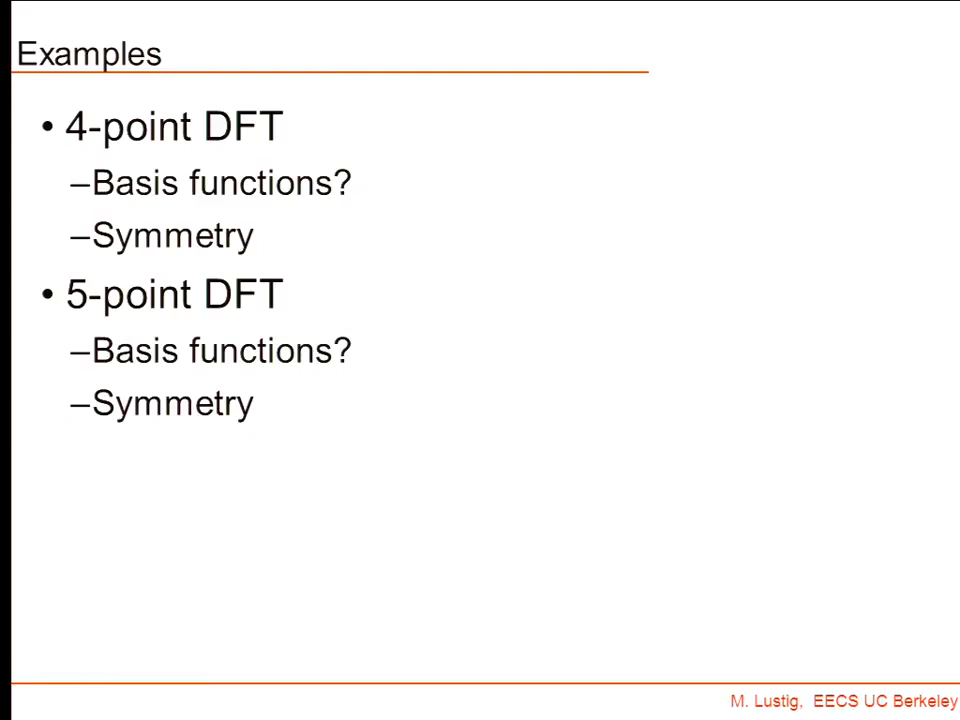 Examples
• 4-point DFT
–Basis functions?
–Symmetry
• 5-point DFT
–Basis functions?
–Symmetry
M. Lustig, EECS UC Berkeley